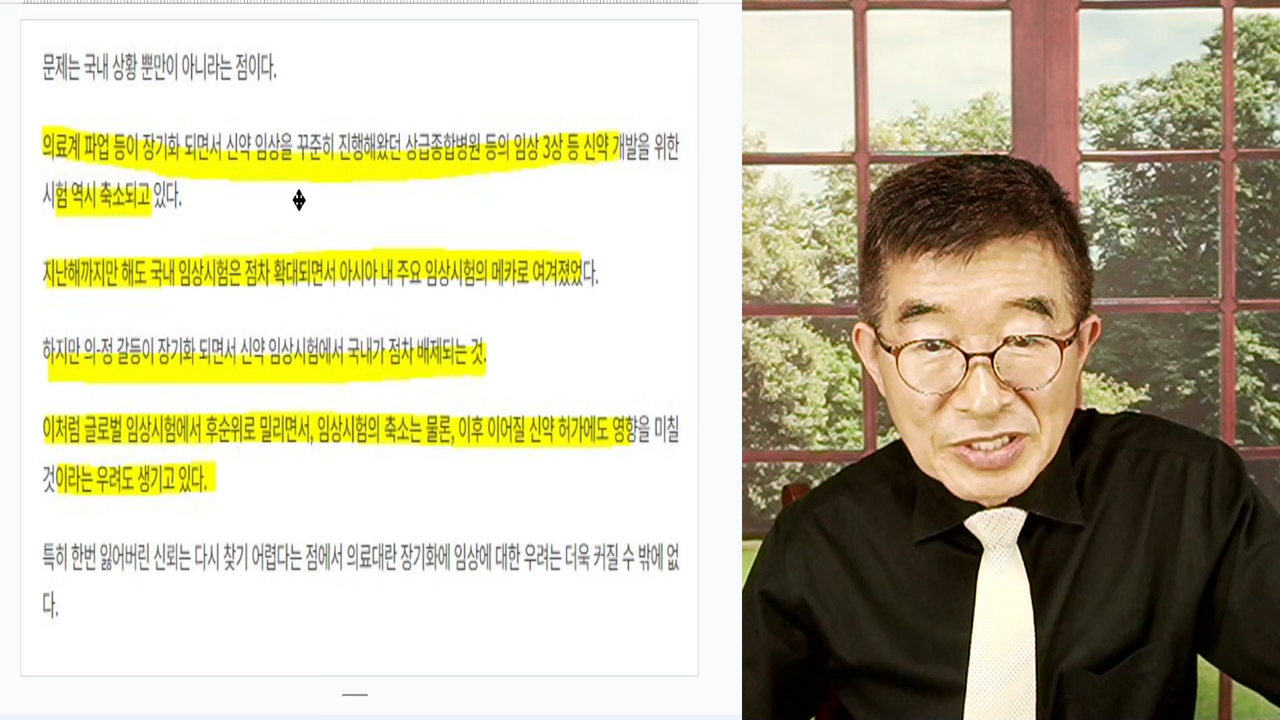 문제는 국내 상황 뿐만이 아니라는 점이다.
의료계 파업 등이 장기화 되면서 신약 임상을 꾸준히 진행해왔던 상급종합병원 등의 임상 3상 등 신약 개발을 위한
시험 역시 축소되고 있다.
지난해까지만 해도 국내 임상시험은 점차 확대되면서 아시아 내 주요 임상시험의 메카로 여겨졌었다.
하지만 의-정 갈등이 장기화 되면서 신약 임상시험에서 국내가 점차 배제되는 것.
이처럼 글로벌 임상시험에서 후순위로 밀리면서, 임상시험의 축소는 물론, 이후 이어질 신약 허가에도 영향을 미칠
것이라는 우려도 생기고 있다.
특히 한번 잃어버린 신뢰는 다시 찾기 어렵다는 점에서 의료대란 장기화에 임상에 대한 우려는 더욱 커질 수 밖에 없
다.